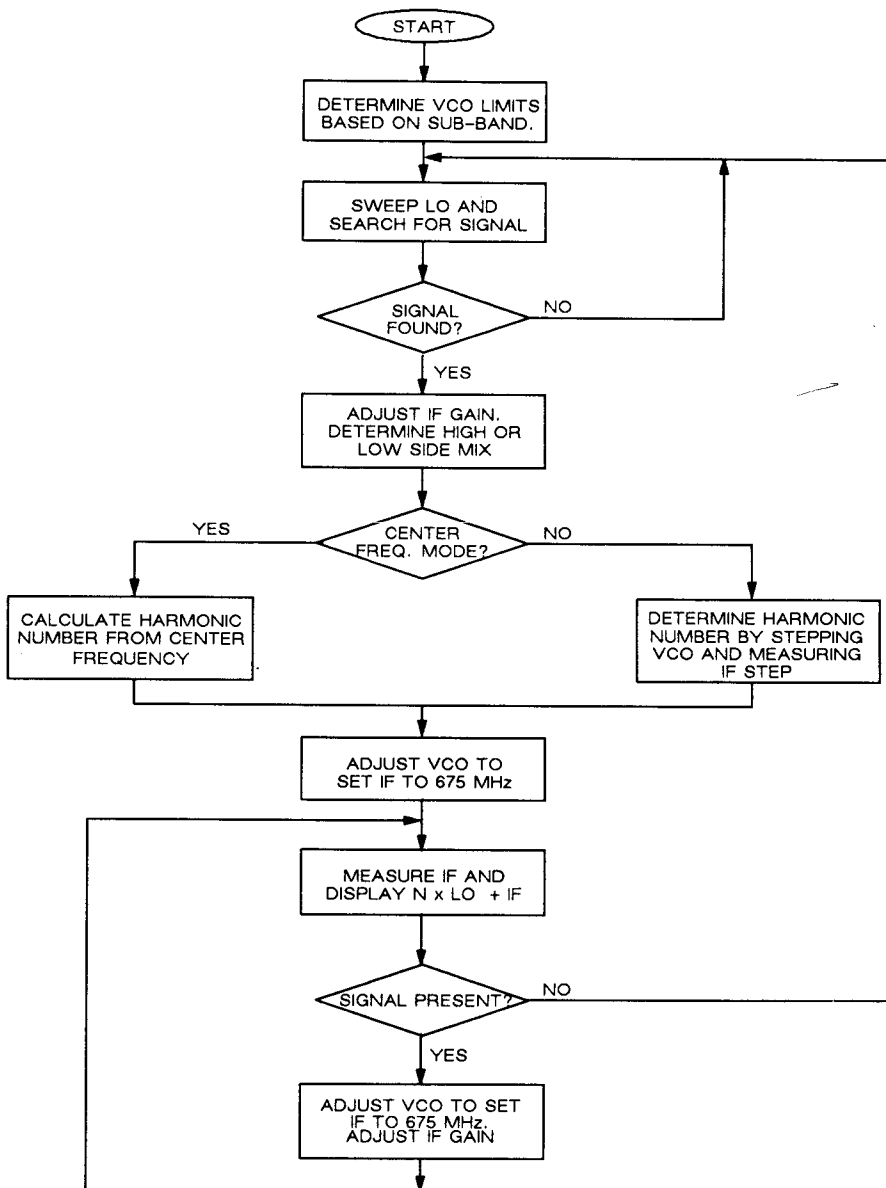 START
DETERMINE VCO LIMITS
BASED ON SUB-BAND.
SWEEP LO AND
SEARCH FOR SIGNAL
SIGNAL
FOUND?
NO
YES
ADJUST IF GAIN.
DETERMINE HIGH OR
LOW SIDE MIX
YES
CENTER
FREQ. MODE?
NO
CALCULATE HARMONIC
NUMBER FROM CENTER
FREQUENCY
DETERMINE HARMONIC
NUMBER BY STEPPING
VCO AND MEASURING
IF STEP
ADJUST VCO TO
SET IF TO 675 MHz
MEASURE IF AND
DISPLAY N x LO + IF
SIGNAL PRESENT?
NO
YES
ADJUST VCO TO SET
IF TO 675 MHz.
ADJUST IF GAIN